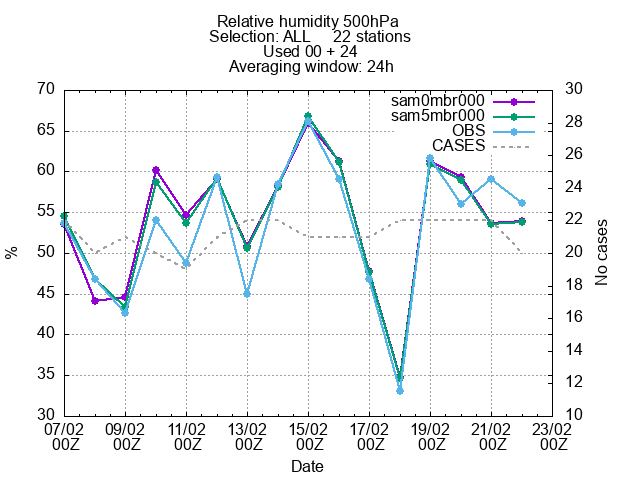 Relative humidity 500hPa
Selection: ALL 22 stations
Used 00 + 24
Averaging window: 24h
70 30
sam0mbr000
sam5mbr000
OBS
CASES
65 28
26
60 24
55 22
50 20
45 18
16
40 14
35 12
30 10
%
No cases
07/02 09/02 11/02 13/02 15/02 17/02 19/02 21/02 23/02
00Z 00Z 00Z 00Z 00Z 00Z 00Z 00Z 00Z
Date